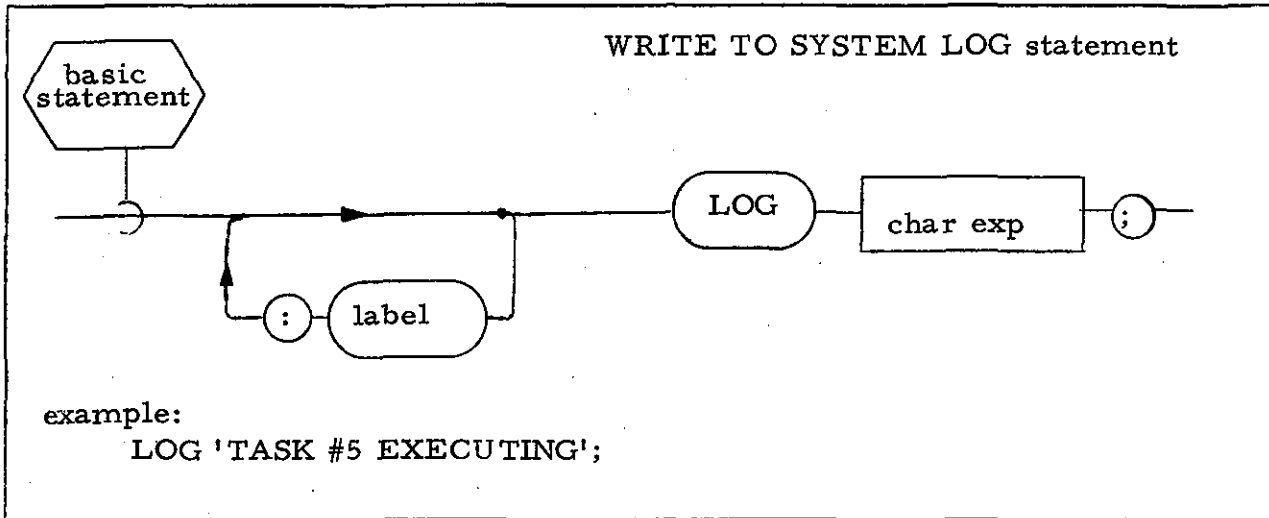 WRITE TO SYSTEM LOG statement
basic
statement
LOG
char exp
;
:
label
example:
LOG 'TASK #5 EXECUTING';